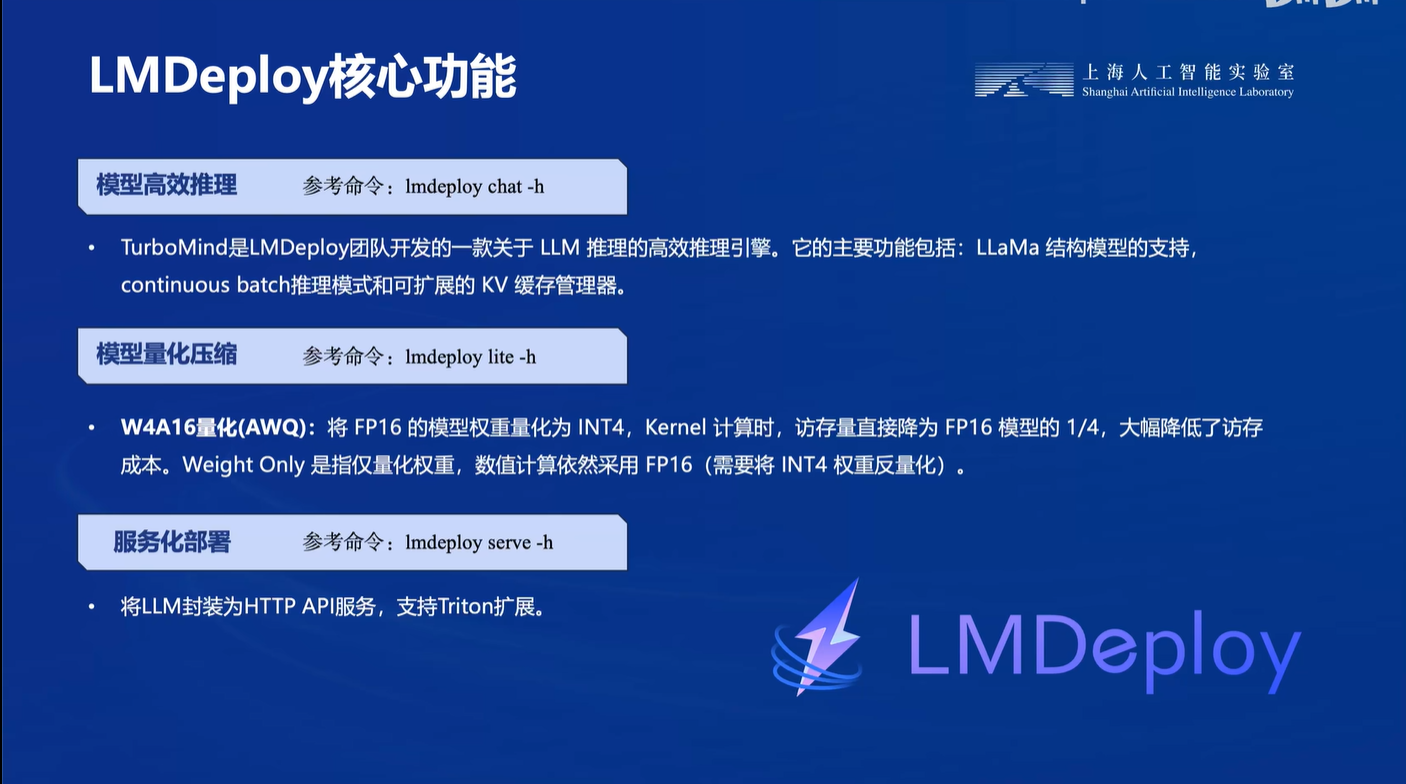 LMDeploy核心功能
上海人工智能实验室
Shanghai Artificial Intelligence Laboratory
模型高效推理 参考命令：lmdeploy chat -h
• TurboMind是LMDeploy团队开发的一款关于 LLM 推理的高效推理引擎。它的主要功能包括：LLaMa 结构模型的支持，
continuous batch推理模式和可扩展的 KV 缓存管理器。
模型量化压缩 参考命令：lmdeploy lite -h
• W4A16量化(AWQ)：将 FP16 的模型权重量化为 INT4，Kernel 计算时，访存量直接降为 FP16 模型的 1/4，大幅降低了访存
成本。Weight Only 是指仅量化权重，数值计算依然采用 FP16（需要将 INT4 权重反量化）。
服务化部署 参考命令：lmdeploy serve -h
• 将LLM封装为HTTP API服务，支持Triton扩展。
LMDeploy